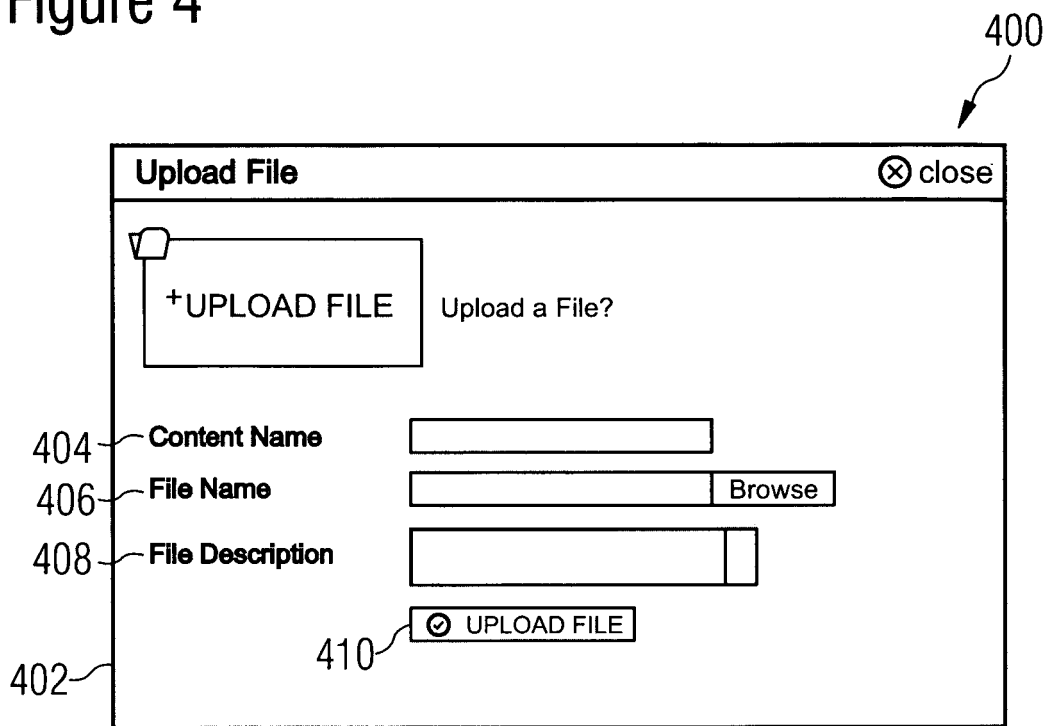 Figure 4
400
Upload File close
+UPLOAD FILE Upload a File?
404 Content Name
406 File Name Browse
408 File Description
410 UPLOAD FILE
402